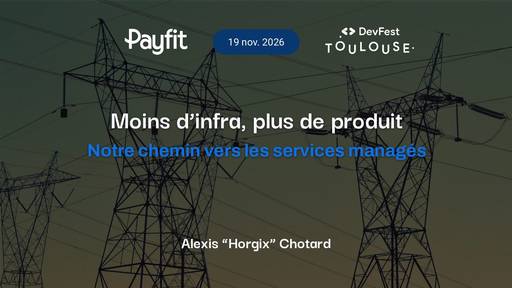 Payfit
19 nov. 2026
DevFest
TOULOUSE
Moins d'infra, plus de produit
Notre chemin vers les services managés
Alexis “Horgix” Chotard